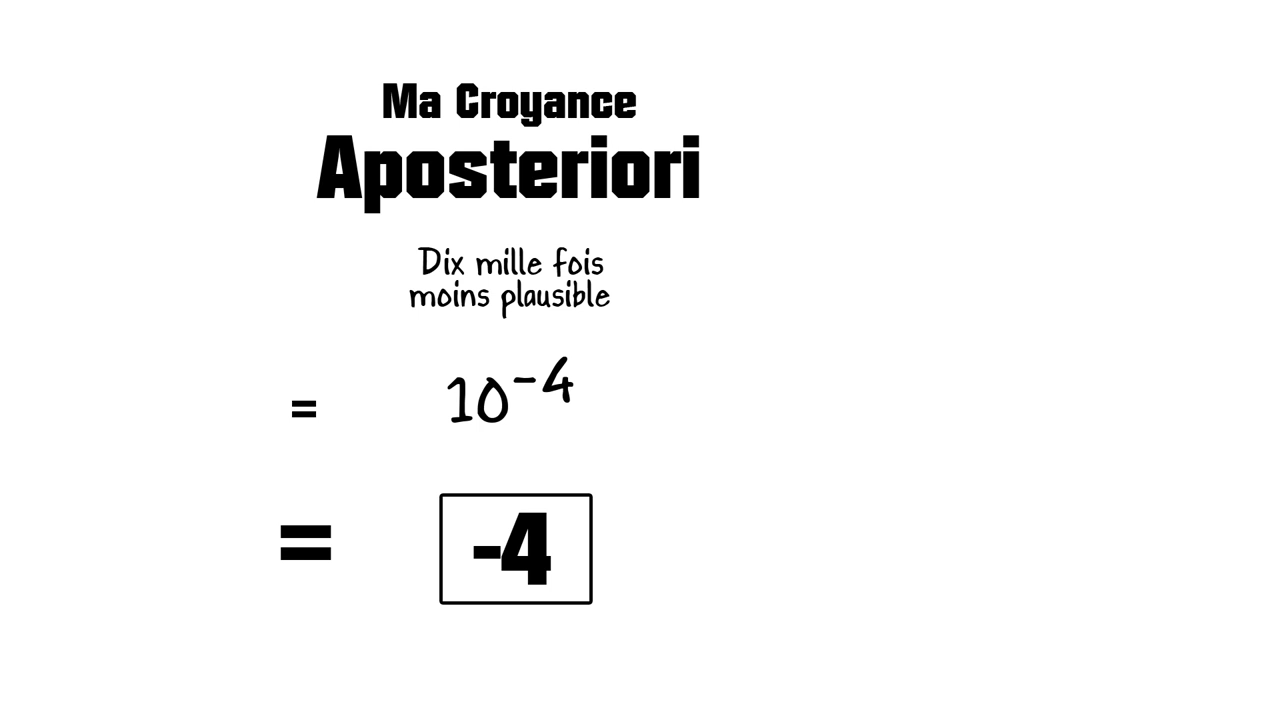 Ma Croyance
Aposteriori
Dix mille fois
moins plausible
= 10⁻⁴
= -4